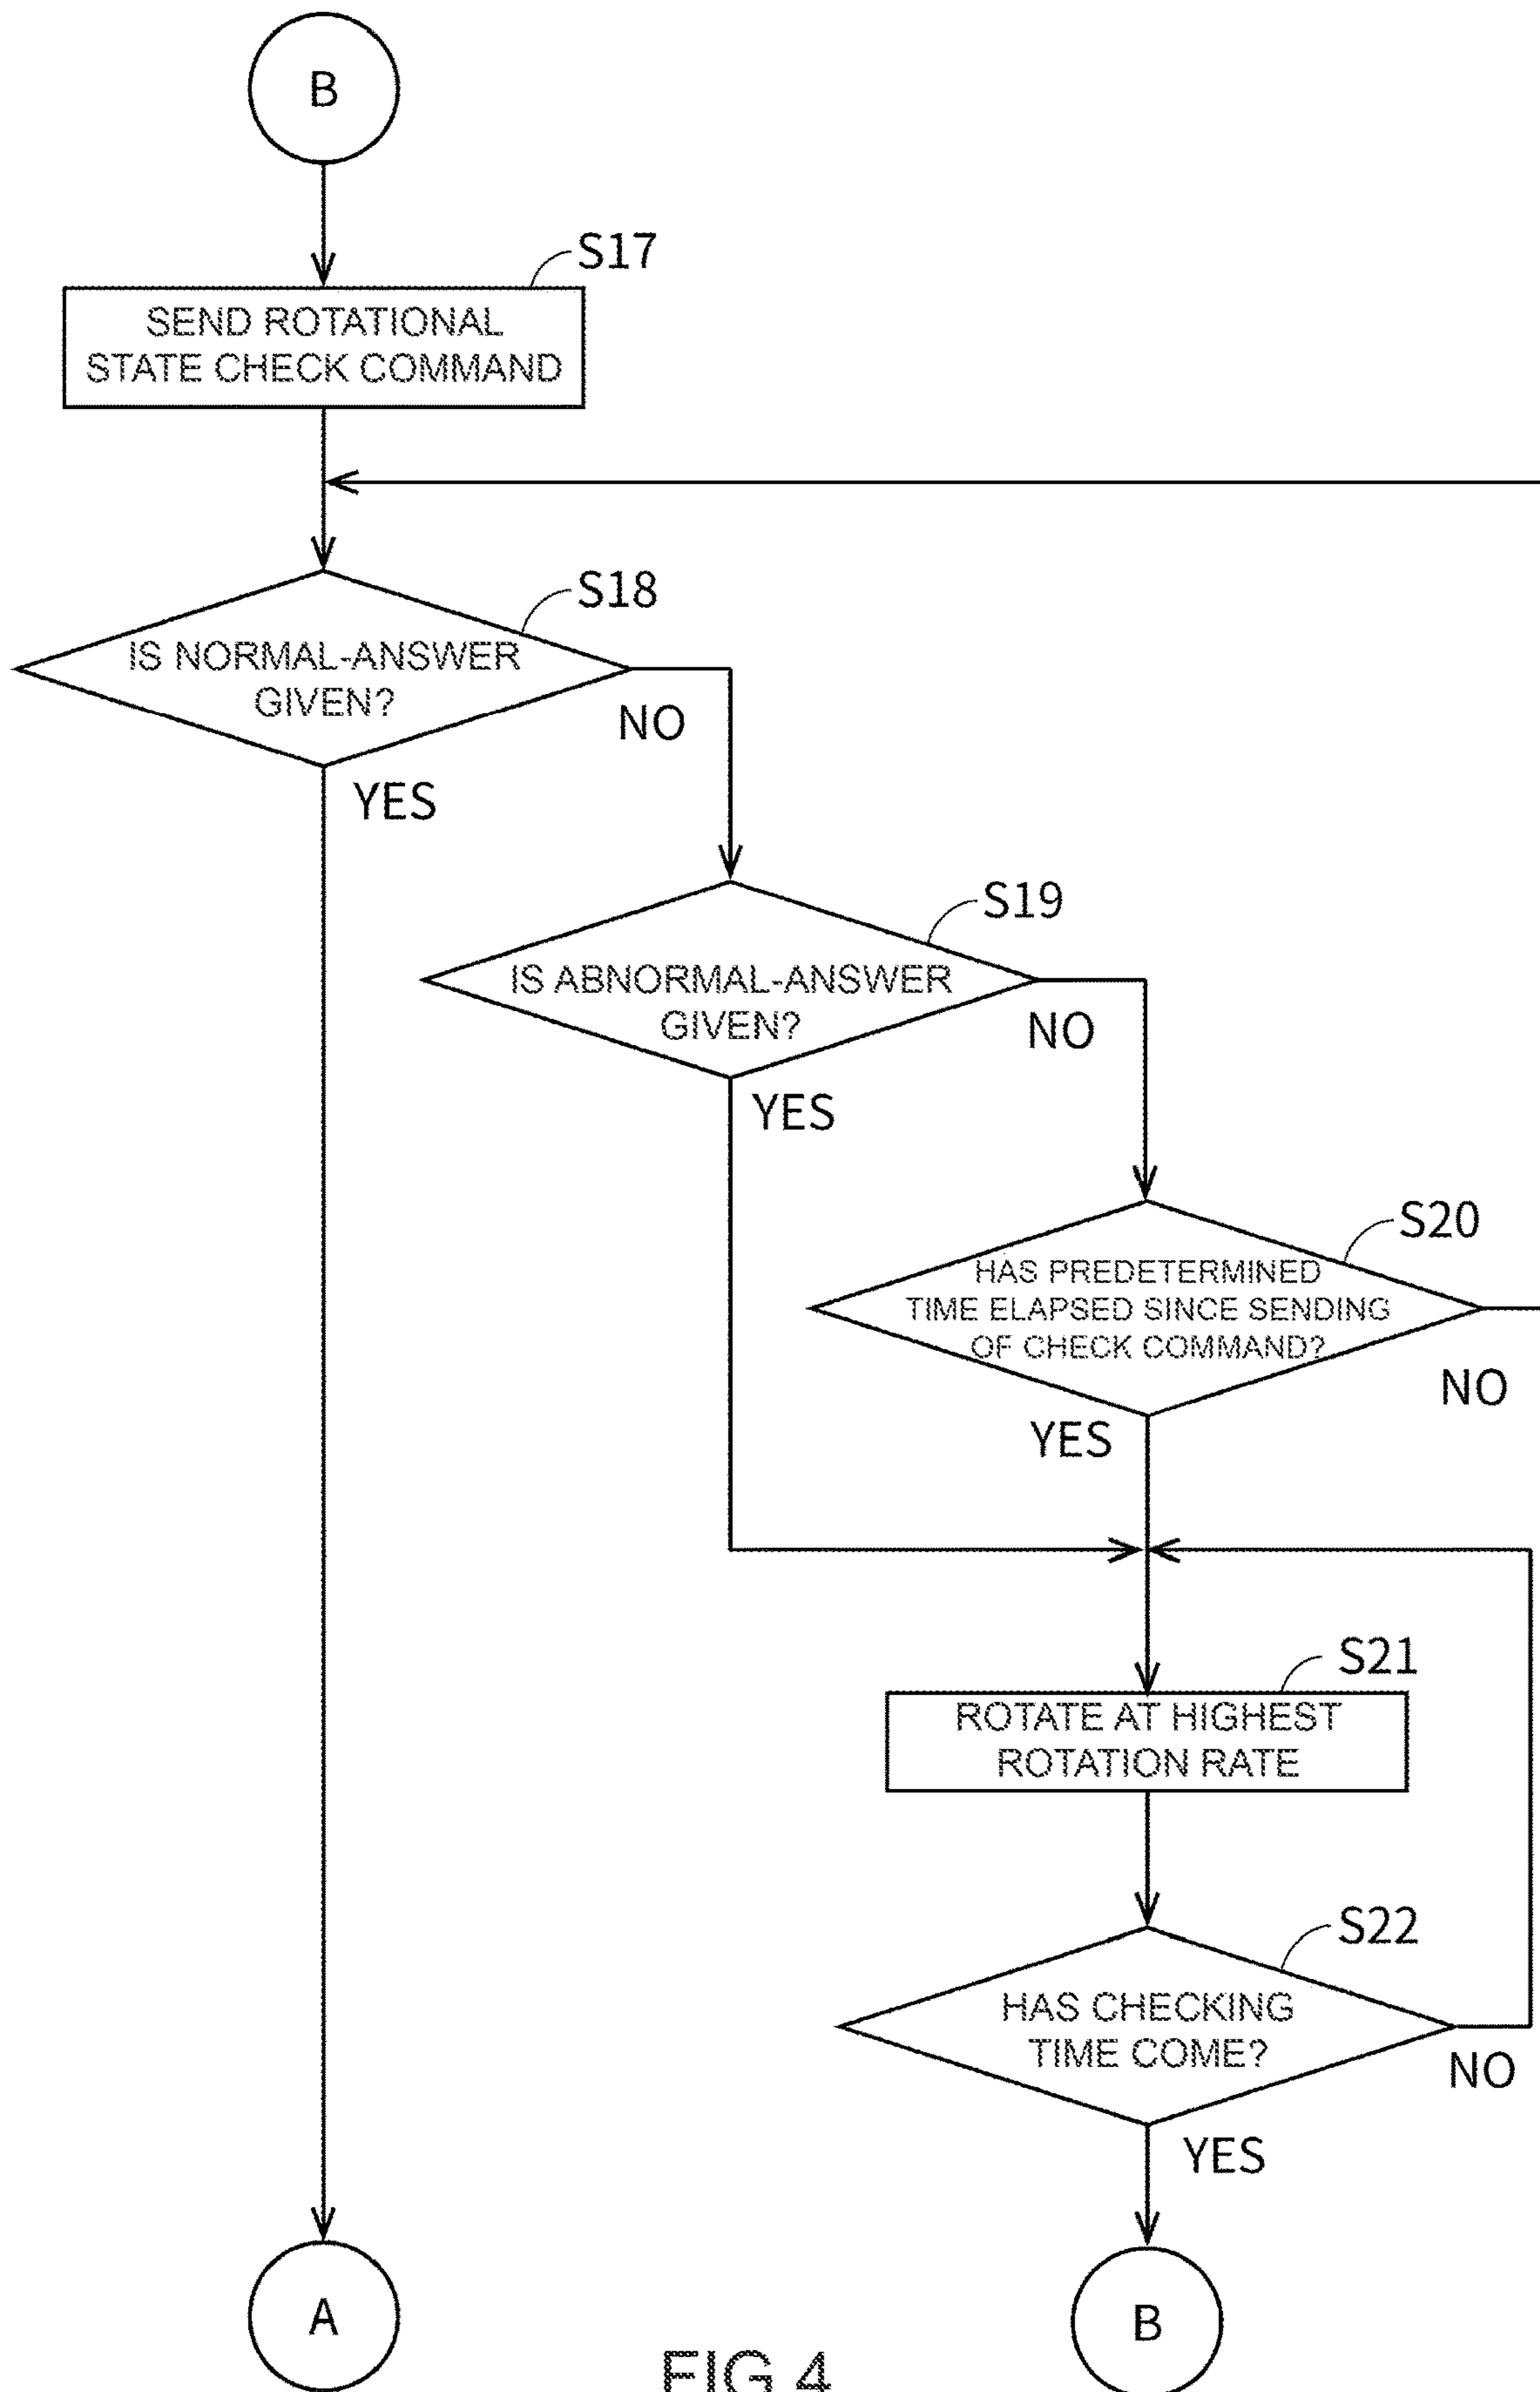 B
S17
SEND ROTATIONAL
STATE CHECK COMMAND
S18
IS NORMAL-ANSWER
GIVEN?
NO
YES
S19
IS ABNORMAL-ANSWER
GIVEN?
NO
YES
S20
HAS PREDETERMINED
TIME ELAPSED SINCE SENDING
OF CHECK COMMAND?
NO
YES
S21
ROTATE AT HIGHEST
ROTATION RATE
S22
HAS CHECKING
TIME COME?
NO
YES
A
B
FIG.4